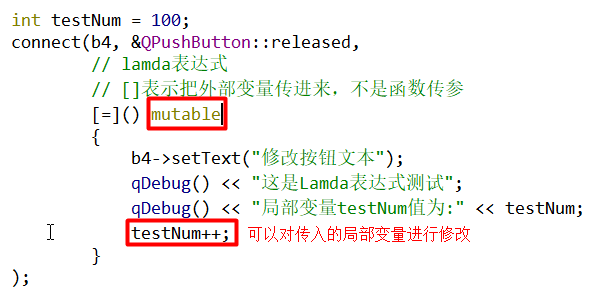 int testNum = 100;
connect(b4, &QPushButton::released,
// lamda表达式
// []表示把外部变量传进来，不是函数传参
[=]() mutable
{
b4->setText("修改按钮文本");
qDebug() << "这是Lamda表达式测试";
qDebug() << "局部变量testNum值为:" << testNum;
testNum++; 可以对传入的局部变量进行修改
}
);